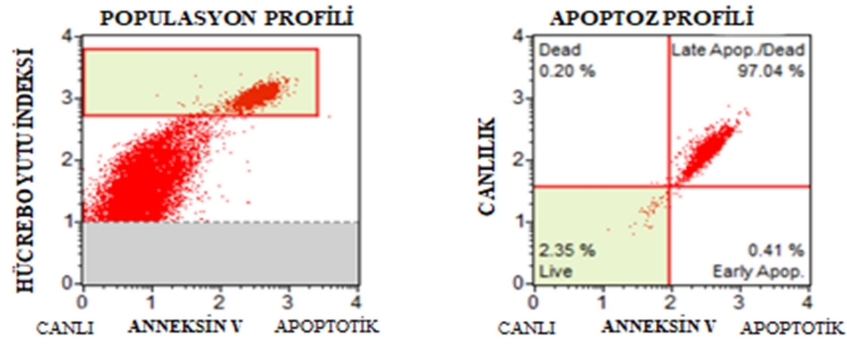 POPULASYON PROFİLİ
HÜCREBOYUTU İNDEKSİ
4
3
2
1
0
0 1 2 3 4
CANLI ANNEKSİN V APOPTOTİK
APOPTOZ PROFİLİ
CANLILIK
4
3
2
1
0
Dead
0.20 %
Late Apop./Dead
97.04 %
2.35 %
Live
0.41 %
Early Apop.
0 1 2 3 4
CANLI ANNEKSİN V APOPTOTİK